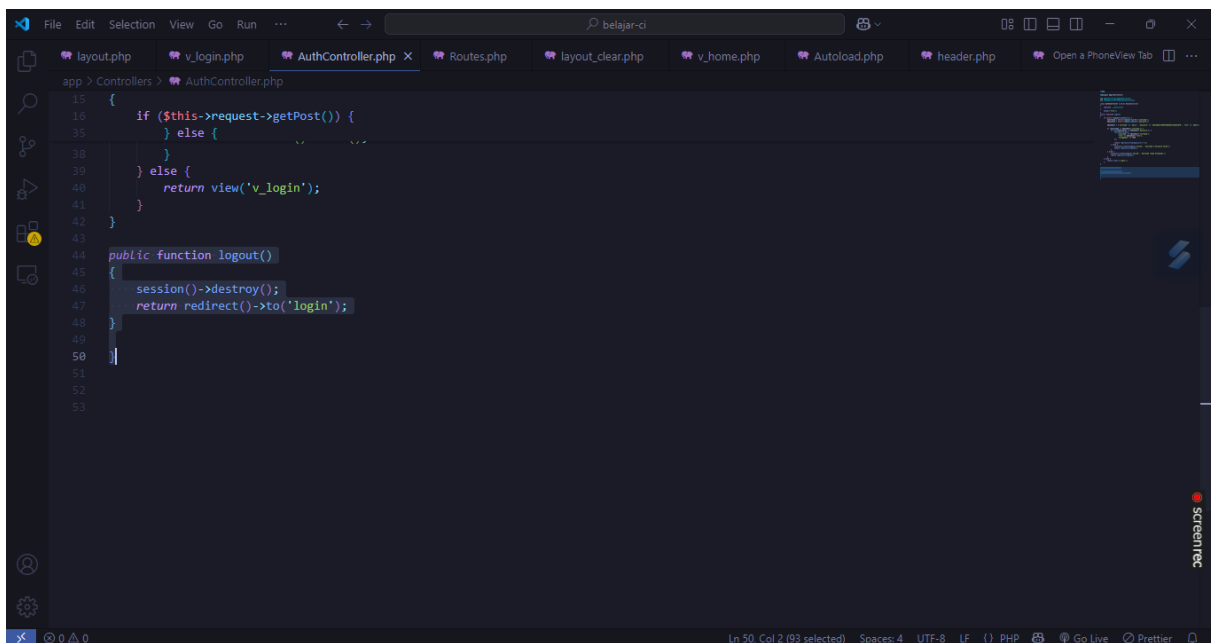 File Edit Selection View Go Run ··· belajar-ci
layout.php v_login.php AuthController.php Routes.php layout_clear.php v_home.php Autoload.php header.php Open a PhoneView Tab ···
app > Controllers > AuthController.php
15 {
16 if ($this->request->getPost()) {
35 } else {
38 }
39 } else {
40 return view('v_login');
41 }
42 }
43
44 public function logout()
45 {
46 session()->destroy();
47 return redirect()->to('login');
48 }
49
50 }
51
52
53
screenrec
0 0 Ln 50, Col 2 (93 selected) Spaces: 4 UTF-8 LF {} PHP Go Live Prettier